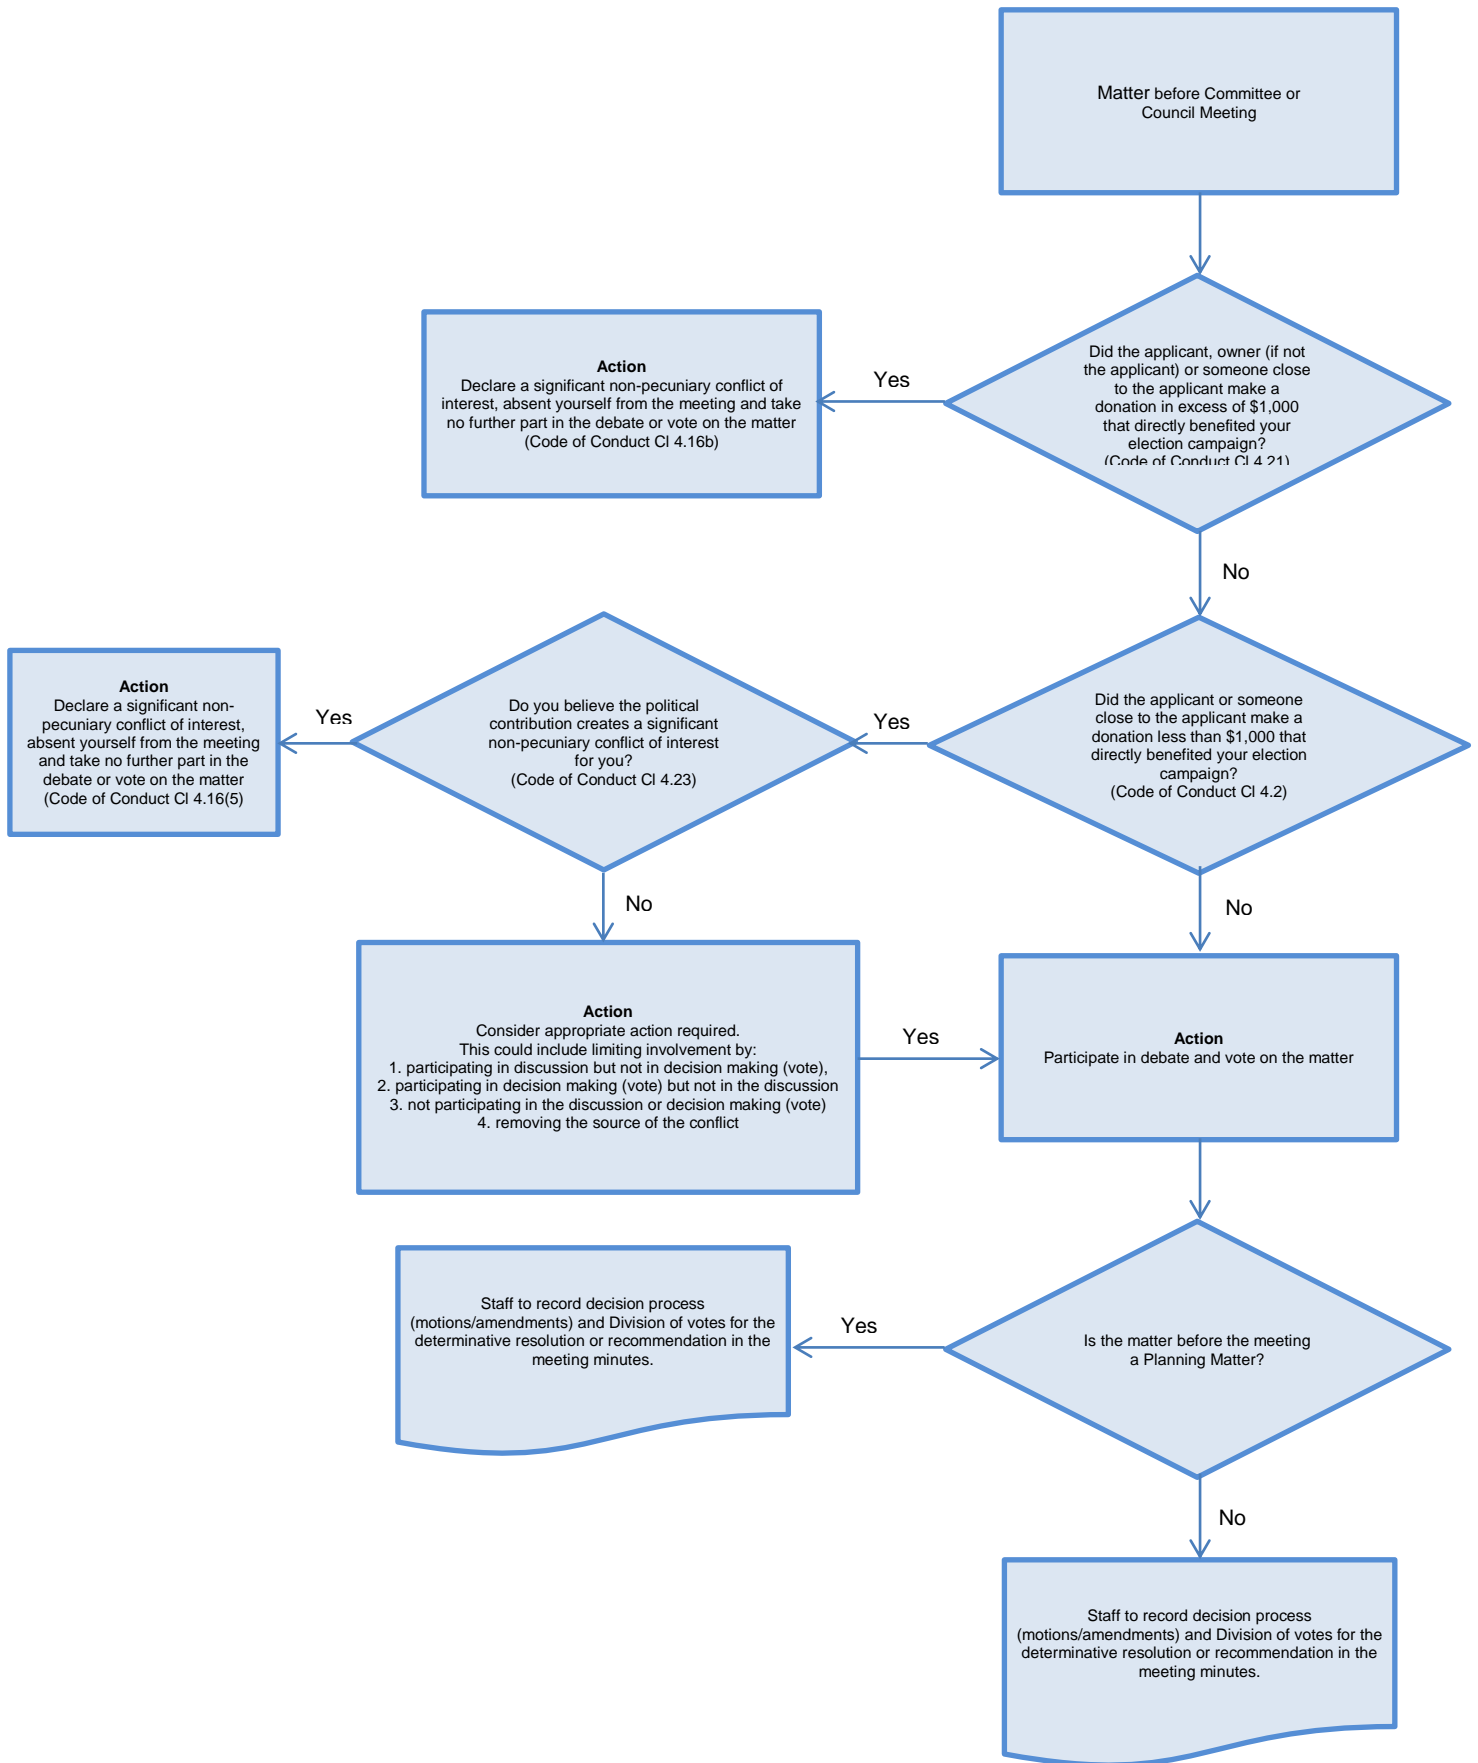 Matter before Committee or
Council Meeting
Did the applicant, owner (if not
the applicant) or someone close
to the applicant make a
donation in excess of $1,000
that directly benefited your
election campaign?
(Code of Conduct Cl 4.21)
Yes
Action
Declare a significant non-pecuniary conflict of
interest, absent yourself from the meeting and take
no further part in the debate or vote on the matter
(Code of Conduct Cl 4.16b)
No
Did the applicant or someone
close to the applicant make a
donation less than $1,000 that
directly benefited your election
campaign?
(Code of Conduct Cl 4.2)
Yes
Do you believe the political
contribution creates a significant
non-pecuniary conflict of interest
for you?
(Code of Conduct Cl 4.23)
Yes
Action
Declare a significant non-
pecuniary conflict of interest,
absent yourself from the meeting
and take no further part in the
debate or vote on the matter
(Code of Conduct Cl 4.16(5)
No
Action
Consider appropriate action required.
This could include limiting involvement by:
1. participating in discussion but not in decision making (vote),
2. participating in decision making (vote) but not in the discussion
3. not participating in the discussion or decision making (vote)
4. removing the source of the conflict
Yes
No
Action
Participate in debate and vote on the matter
Is the matter before the meeting
a Planning Matter?
Yes
Staff to record decision process
(motions/amendments) and Division of votes for the
determinative resolution or recommendation in the
meeting minutes.
No
Staff to record decision process
(motions/amendments) and Division of votes for the
determinative resolution or recommendation in the
meeting minutes.